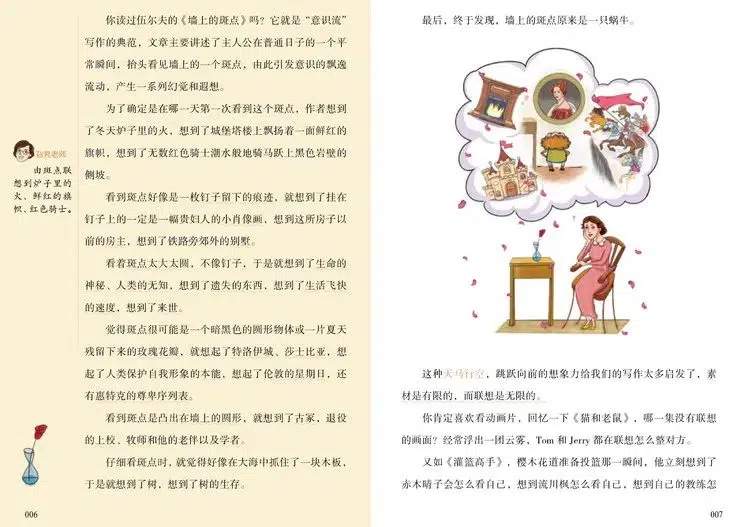 你读过伍尔夫的《墙上的斑点》吗？它就是“意识流”
写作的典范，文章主要讲述了主人公在普通日子的一个平
常瞬间，抬头看见墙上的一个斑点，由此引发意识的飘逸
流动，产生一系列幻觉和遐想。
为了确定是在哪一天第一次看到这个斑点，作者想到
了冬天炉子里的火，想到了城堡塔楼上飘扬着一面鲜红的
旗帜，想到了无数红色骑士潮水般地骑马跃上黑色岩壁的
侧坡。
看到斑点好像是一枚钉子留下的痕迹，就想到了挂在
钉子上的一定是一幅贵妇人的小肖像画，想到这所房子以
前的房主，想到了铁路旁郊外的别墅。
看着斑点太大太圆，不像钉子，于是就想到了生命的
神秘、人类的无知，想到了遗失的东西，想到了生活飞快
的速度，想到了来世。
觉得斑点很可能是一个暗黑色的圆形物体或一片夏天
残留下来的玫瑰花瓣，就想起了特洛伊城、莎士比亚，想
起了人类保护自我形象的本能，想起了伦敦的星期日，还
有惠特克的尊卑序列表。
看到斑点是凸出在墙上的圆形，就想到了古冢，退役
的上校、牧师和他的老伴以及学者。
仔细看斑点时，就觉得好像在大海中抓住了一块木板，
于是就想到了树，想到了树的生存。
老师
由斑点联
想到炉子里的
火、鲜红的旗
帜、红色骑士。
006
最后，终于发现，墙上的斑点原来是一只蜗牛。
这种天马行空，跳跃向前的想象力给我们的写作太多启发了，素
材是有限的，而联想是无限的。
你肯定喜欢看动画片，回忆一下《猫和老鼠》，哪一集没有联想
的画面？经常浮出一团云雾，Tom 和 Jerry 都在联想怎么整对方。
又如《灌篮高手》，樱木花道准备投篮那一瞬间，他立刻想到了
赤木晴子会怎么看自己，想到流川枫怎么看自己，想到自己的教练怎
007